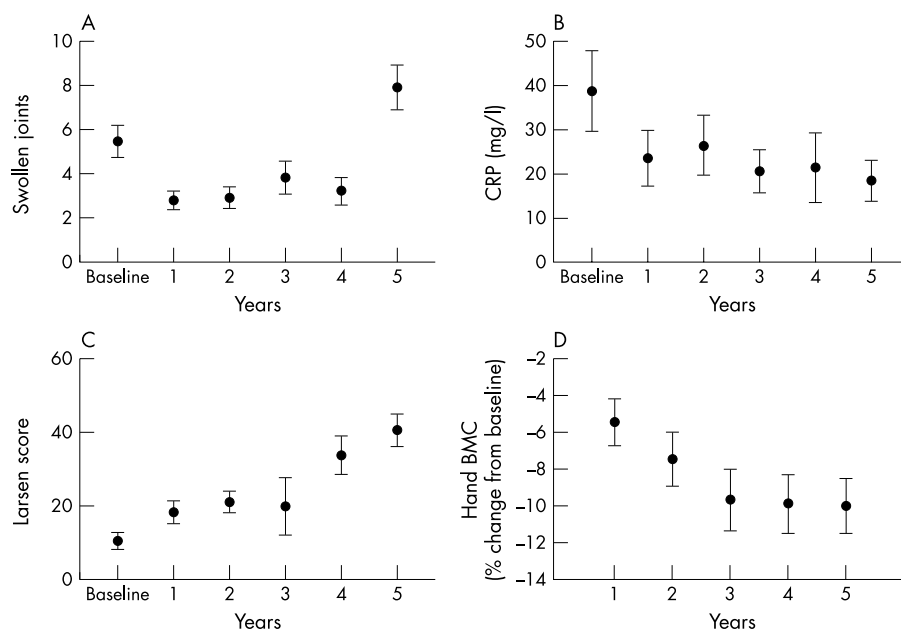 A
10
8
6
4
2
0
Swollen joints
Baseline 1 2 3 4 5
Years
B
50
40
30
20
10
0
CRP (mg/l)
Baseline 1 2 3 4 5
Years
C
60
40
20
0
Larsen score
Baseline 1 2 3 4 5
Years
D
–2
–4
–6
–8
–10
–12
–14
Hand BMC
(% change from baseline)
1 2 3 4 5
Years